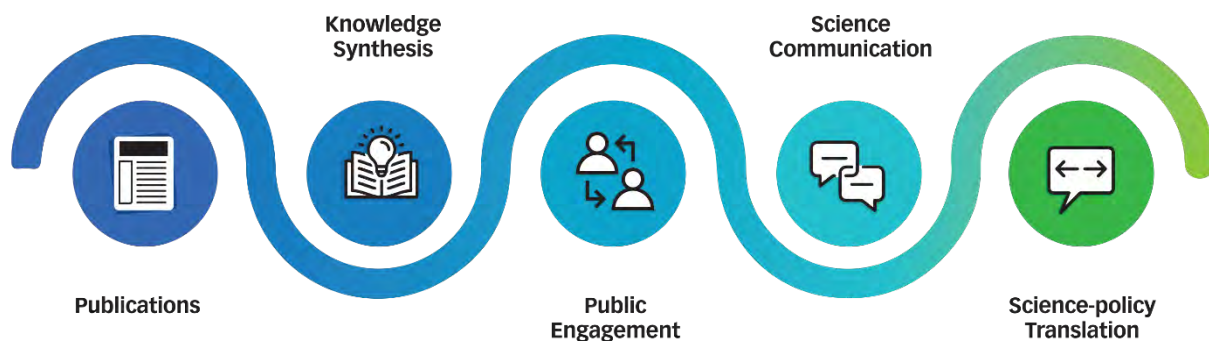 Publications
Knowledge
Synthesis
Public
Engagement
Science
Communication
Science-policy
Translation